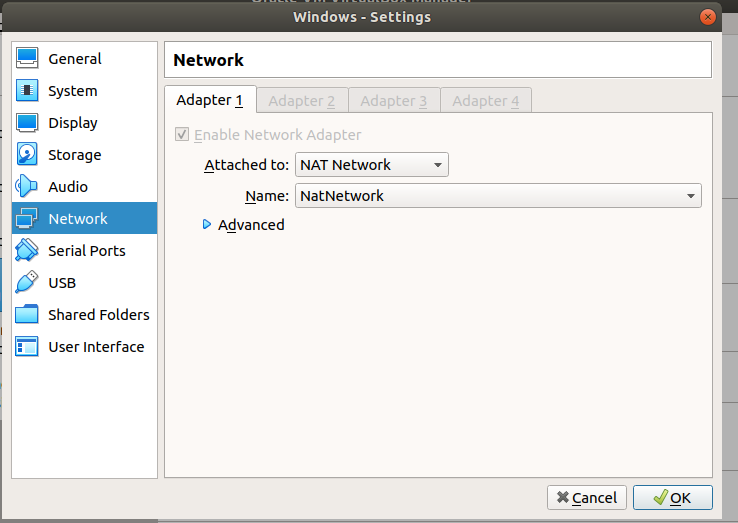 Windows - Settings
General
System
Display
Storage
Audio
Network
Serial Ports
USB
Shared Folders
User Interface
Network
Adapter 1 Adapter 2 Adapter 3 Adapter 4
Enable Network Adapter
Attached to: NAT Network
Name: NatNetwork
Advanced
Cancel OK